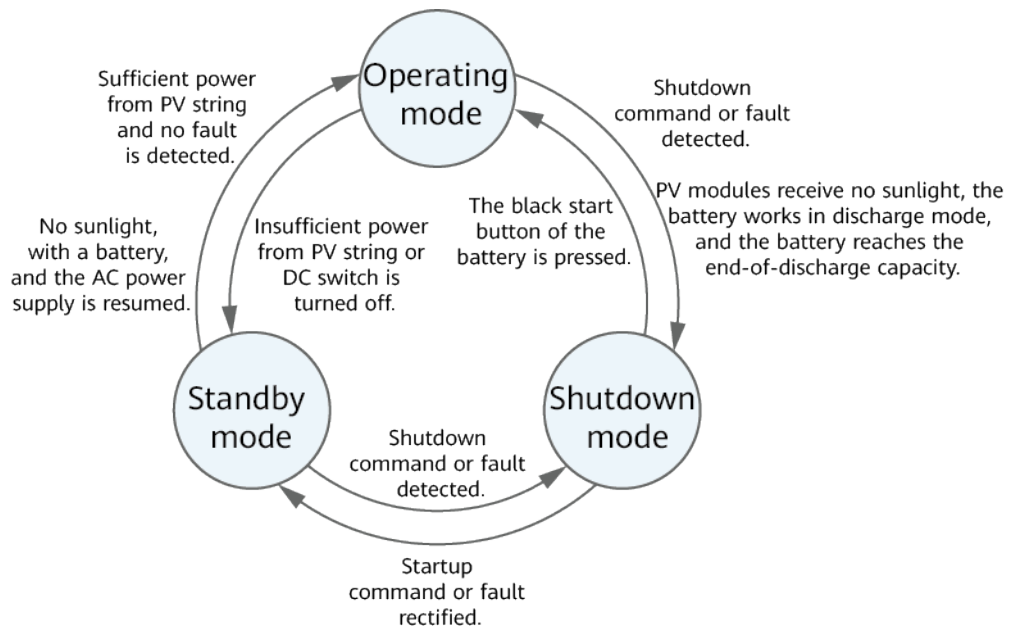 Operating
mode
Sufficient power
from PV string
and no fault
is detected.
Shutdown
command or fault
detected.
No sunlight,
with a battery,
and the AC power
supply is resumed.
Insufficient power
from PV string or
DC switch is
turned off.
The black start
button of the
battery is pressed.
PV modules receive no sunlight, the
battery works in discharge mode,
and the battery reaches the
end-of-discharge capacity.
Standby
mode
Shutdown
mode
Shutdown
command or fault
detected.
Startup
command or fault
rectified.